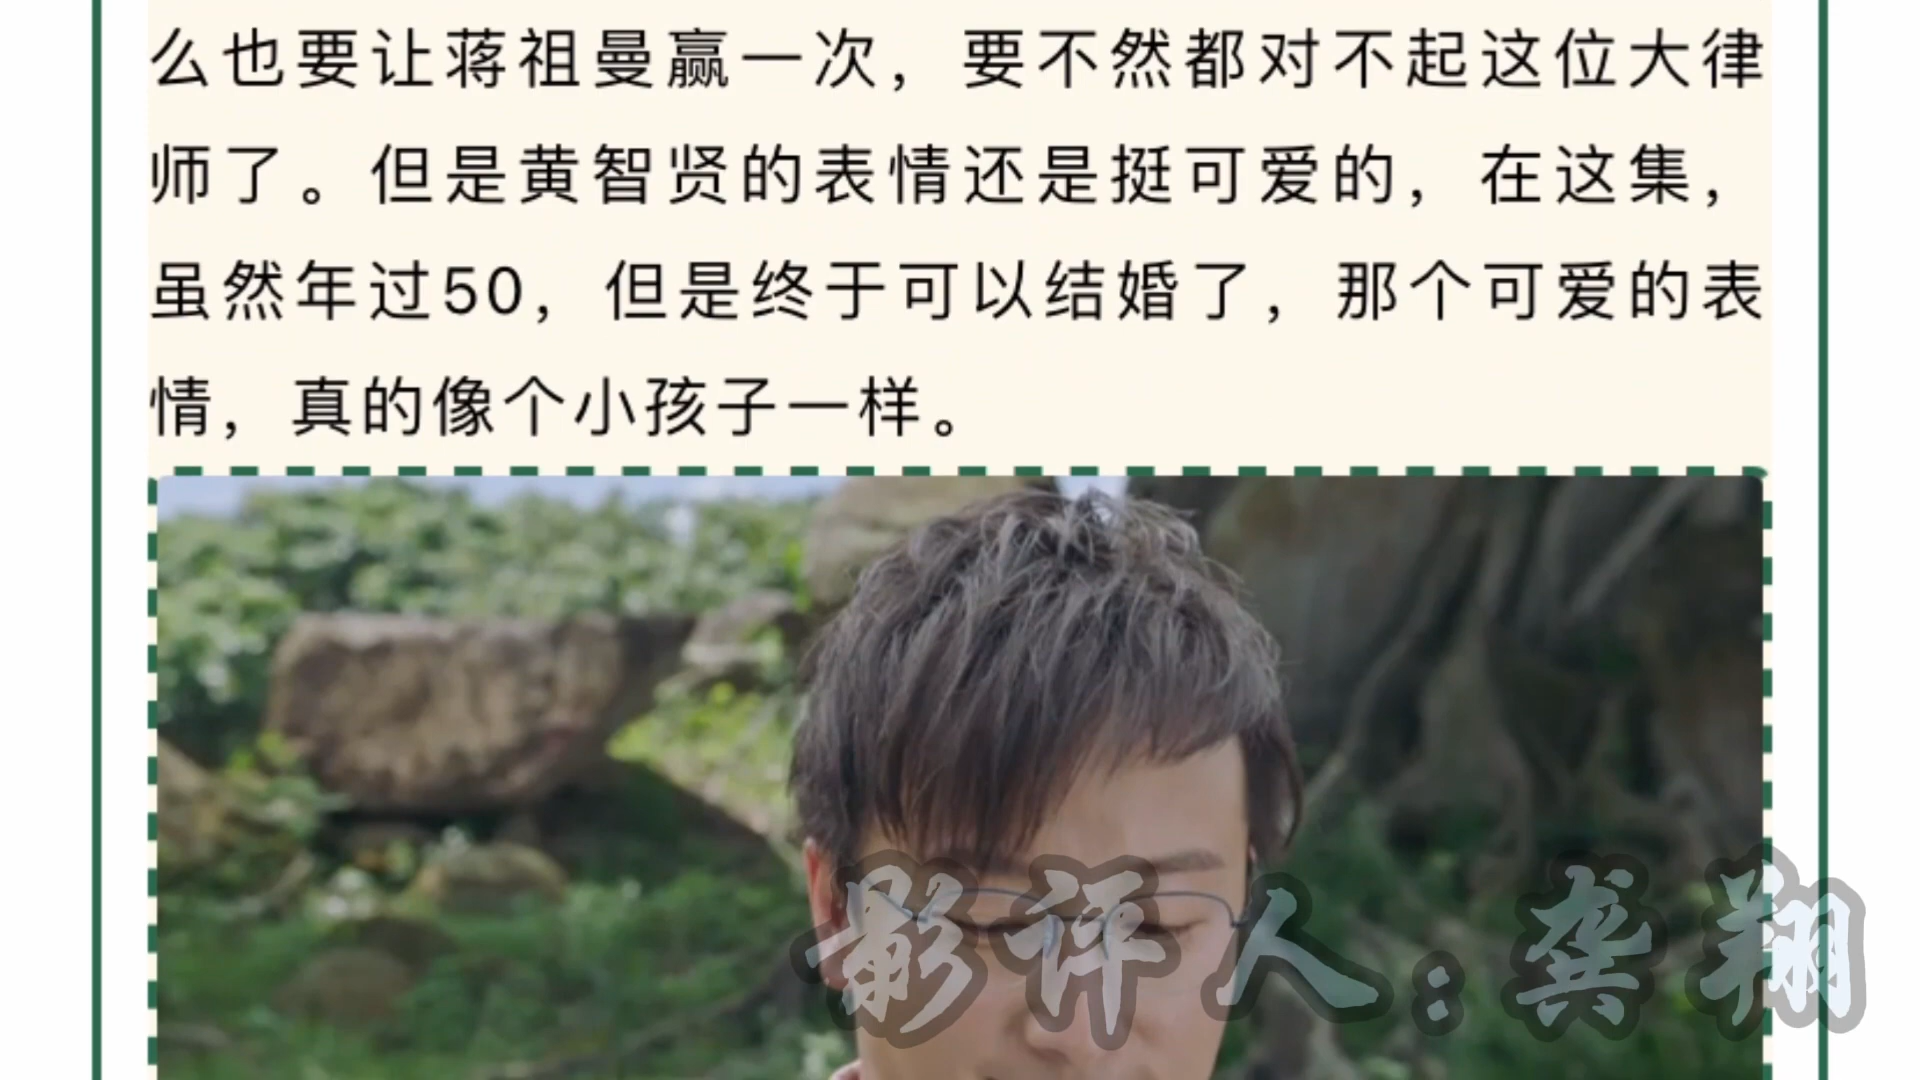 么也要让蒋祖曼赢一次，要不然都对不起这位大律
师了。但是黄智贤的表情还是挺可爱的，在这集，
虽然年过50，但是终于可以结婚了，那个可爱的表
情，真的像个小孩子一样。
影评人：龚翔